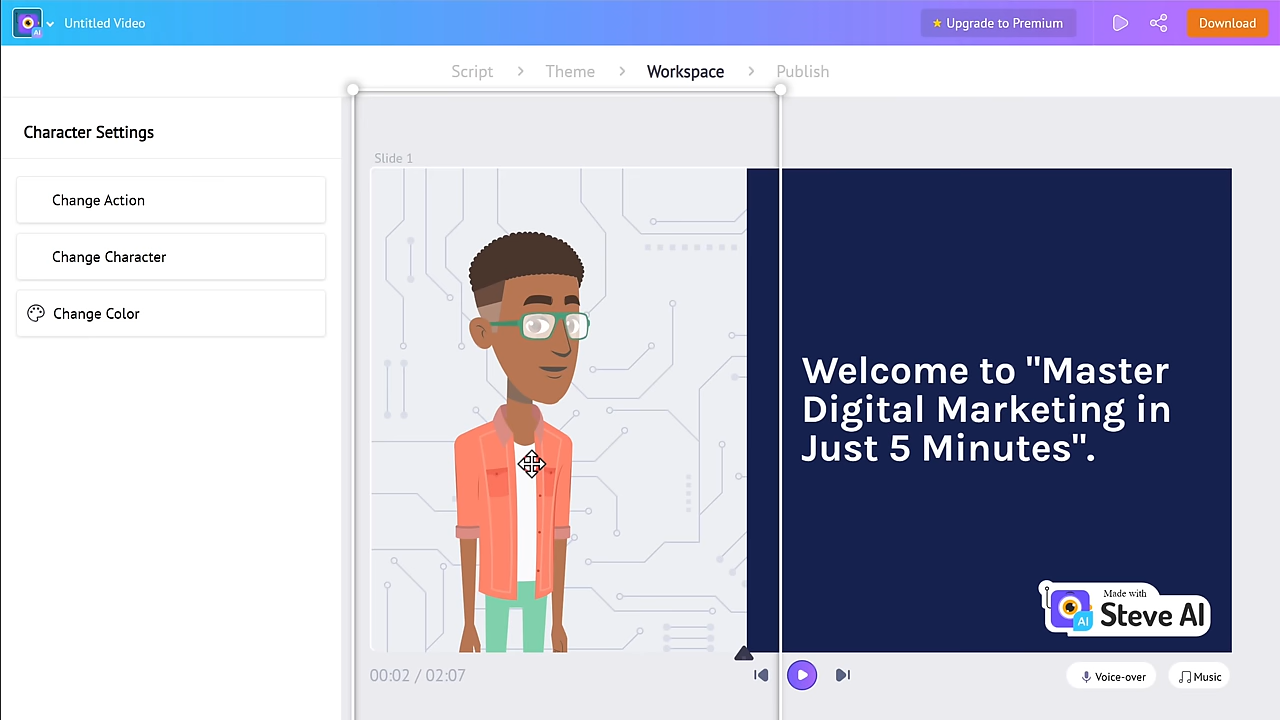 AI
Untitled Video
Upgrade to Premium
Download
Script
Theme
Workspace
Publish
Character Settings
Change Action
Change Character
Change Color
Slide 1
Welcome to "Master
Digital Marketing in
Just 5 Minutes".
Made with
AI
Steve AI
00:02 / 02:07
Voice-over
Music